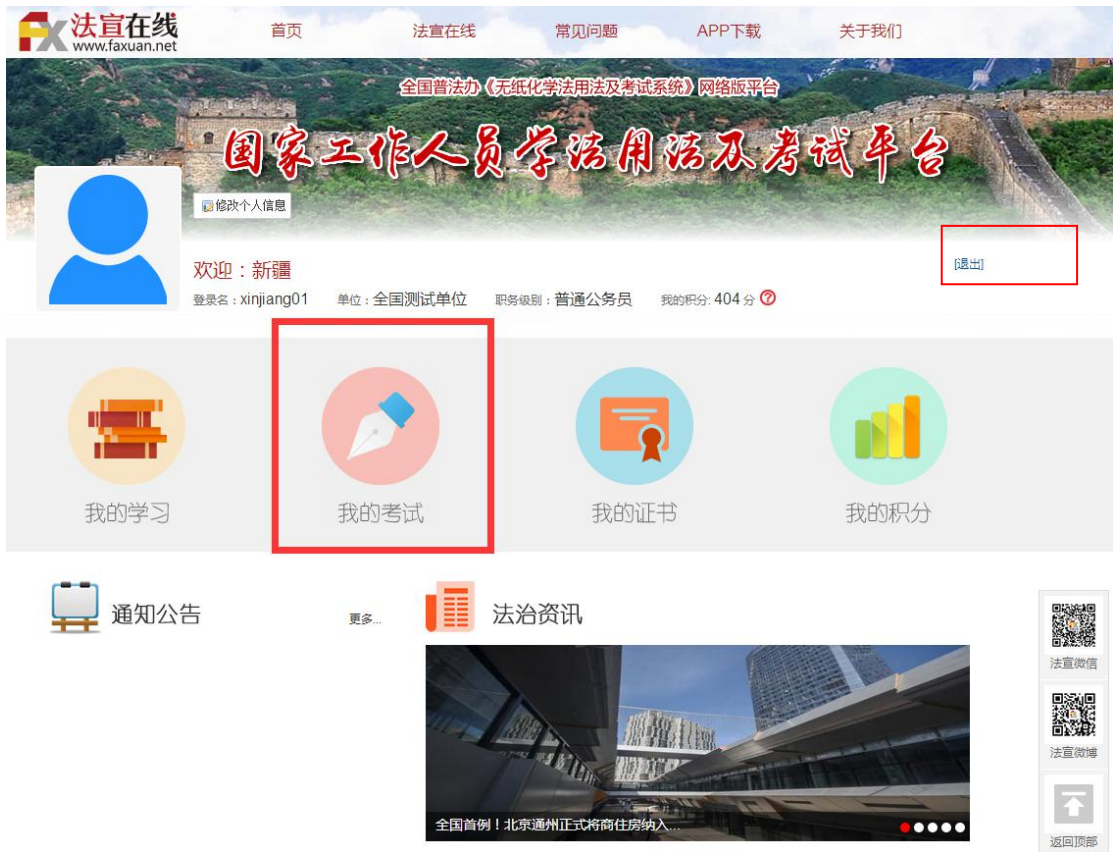 法宣在线
www.faxuan.net
首页 法宣在线 常见问题 APP下载 关于我们
全国普法办《无纸化学法用法及考试系统》网络版平台
国家工作人员学法用法及考试平台
修改个人信息
[退出]
欢迎：新疆
登录名：xinjiang01 单位：全国测试单位 职务级别：普通公务员 我的积分: 404 分 ?
我的学习 我的考试 我的证书 我的积分
通知公告 更多... 法治资讯
法宣微信
法宣微博
全国首例！北京通州正式将商住房纳入...
返回顶部